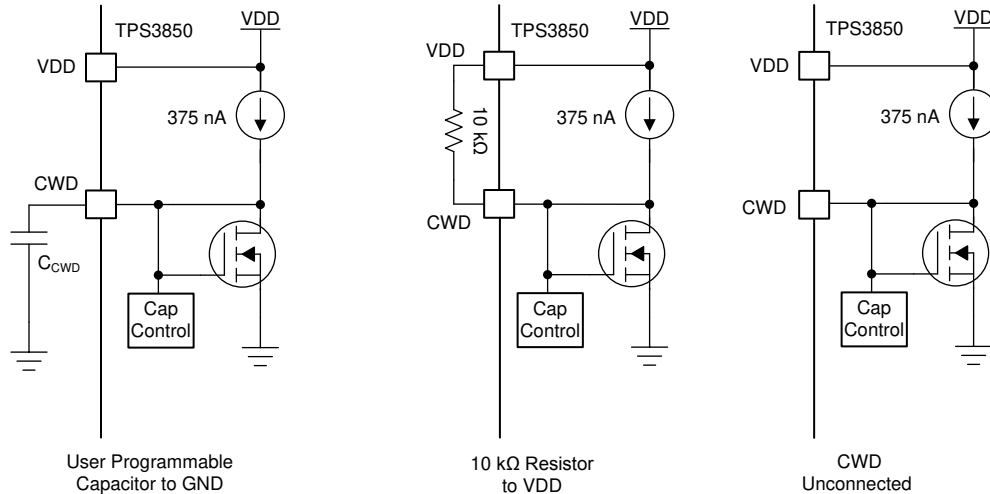 TPS3850
VDD
VDD
375 nA
CWD
C_CWD
Cap
Control
User Programmable
Capacitor to GND
TPS3850
VDD
VDD
10 kΩ
375 nA
CWD
Cap
Control
10 kΩ Resistor
to VDD
TPS3850
VDD
VDD
375 nA
CWD
Cap
Control
CWD
Unconnected